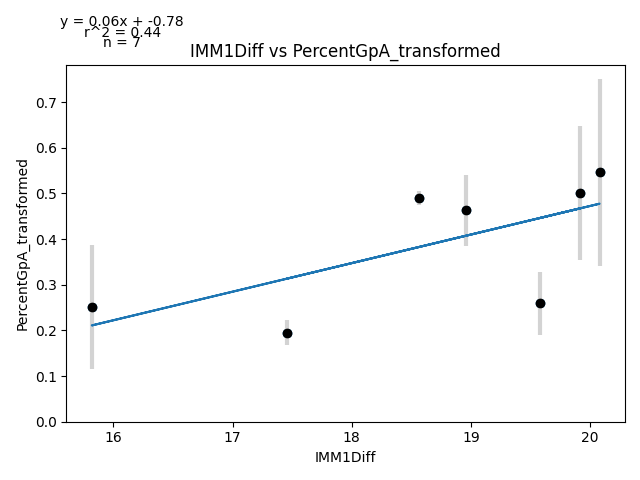 y = 0.06x + -0.78
r^2 = 0.44
n = 7
IMM1Diff vs PercentGpA_transformed
PercentGpA_transformed
0.7
0.6
0.5
0.4
0.3
0.2
0.1
0.0
16 17 18 19 20
IMM1Diff